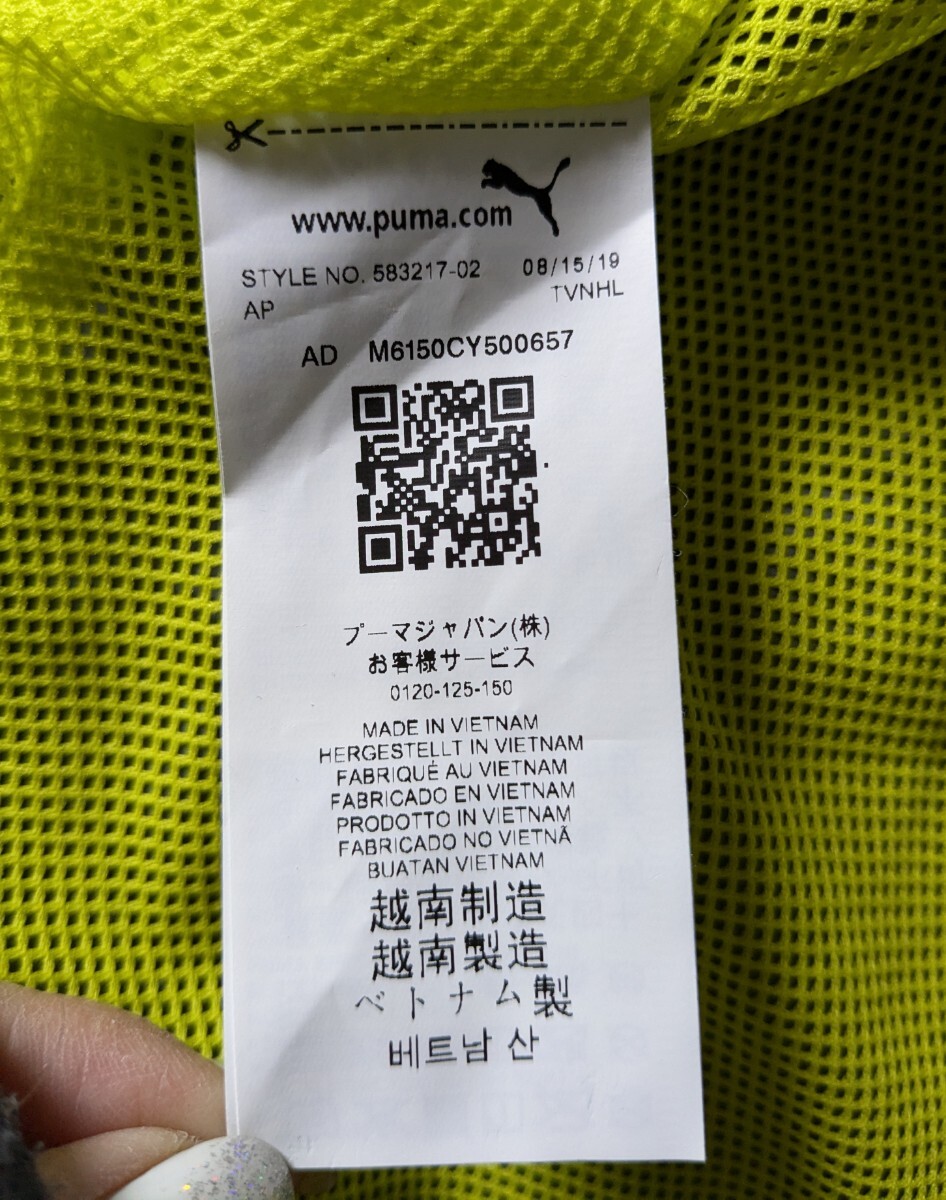 www.puma.com
STYLE NO. 583217-02 08/15/19
AP TVNHL
AD M6150CY500657
プーマジャパン(株)
お客様サービス
0120-125-150
MADE IN VIETNAM
HERGESTELLT IN VIETNAM
FABRIQUÉ AU VIETNAM
FABRICADO EN VIETNAM
PRODOTTO IN VIETNAM
FABRICADO NO VIETNÃ
BUATAN VIETNAM
越南制造
越南製造
ベトナム製
베트남 산